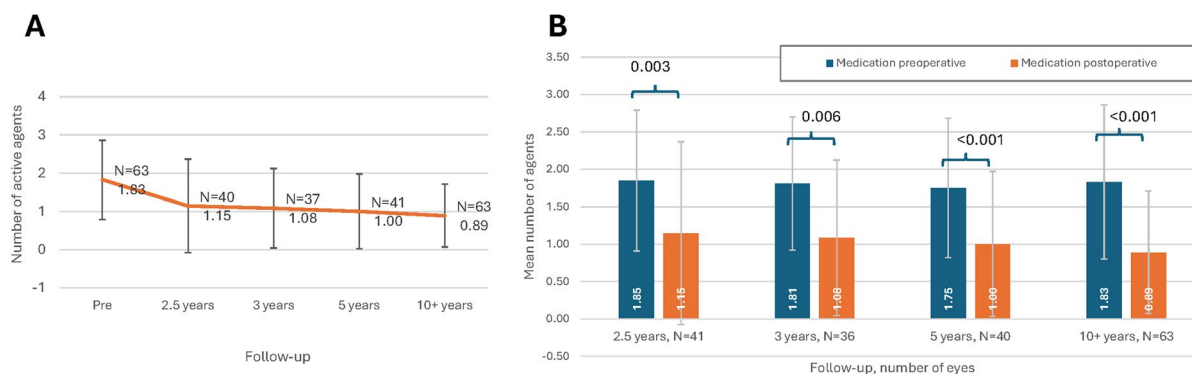 A
Number of active agents
4
3
2
1
0
-1
N=63
1.83
N=40
1.15
N=37
1.08
N=41
1.00
N=63
0.89
Pre
2.5 years
3 years
5 years
10+ years
Follow-up
B
Mean number of agents
3.50
3.00
2.50
2.00
1.50
1.00
0.50
0.00
-0.50
Medication preoperative
Medication postoperative
0.003
0.006
<0.001
<0.001
1.85
1.15
1.81
1.08
1.75
1.00
1.83
0.89
2.5 years, N=41
3 years, N=36
5 years, N=40
10+ years, N=63
Follow-up, number of eyes